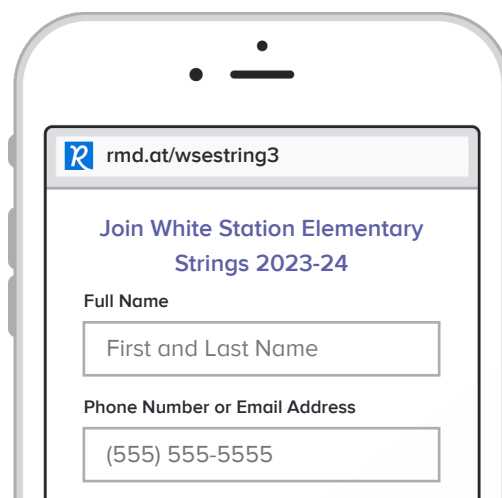 rmd.at/wsestring3
Join White Station Elementary
Strings 2023-24
Full Name
First and Last Name
Phone Number or Email Address
(555) 555-5555